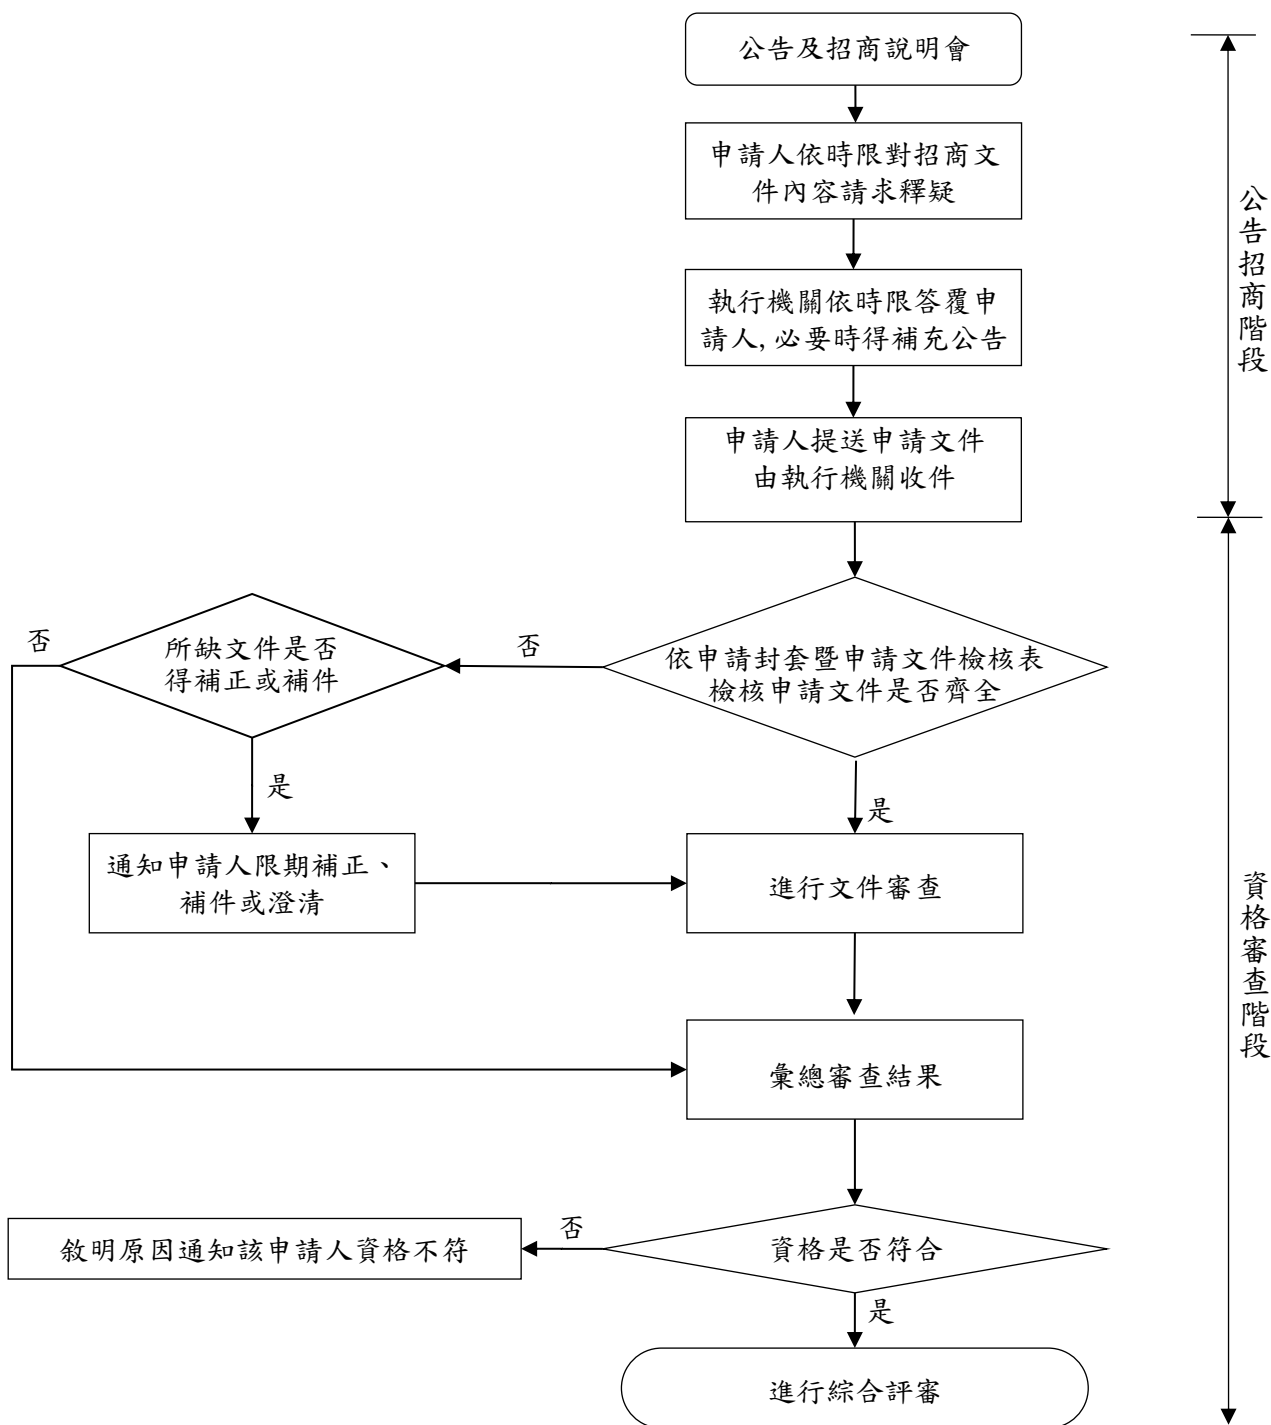 公告及招商說明會
申請人依時限對招商文
件內容請求釋疑
執行機關依時限答覆申
請人,必要時得補充公告
申請人提送申請文件
由執行機關收件
公告招商階段
依申請封套暨申請文件檢核表
檢核申請文件是否齊全
否
所缺文件是否
得補正或補件
否
是
是
通知申請人限期補正、
補件或澄清
進行文件審查
彙總審查結果
資格是否符合
否
敘明原因通知該申請人資格不符
是
進行綜合評審
資格審查階段